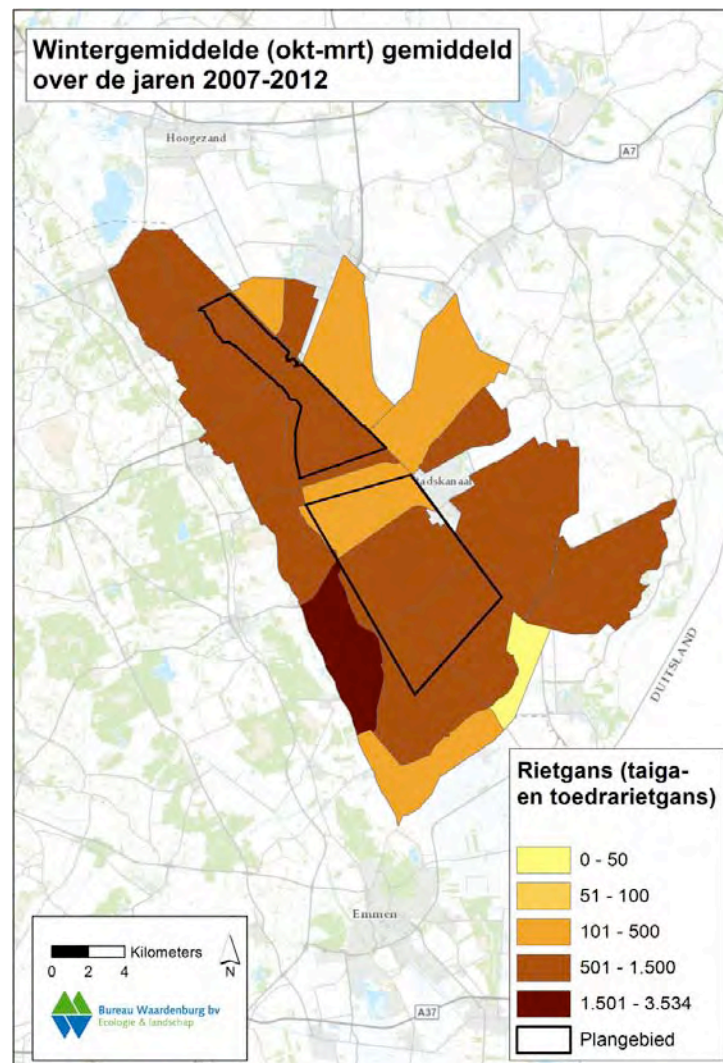 Wintergemiddelde (okt-mrt) gemiddeld
over de jaren 2007-2012
Hoogezand
A7
adskanaal
DUITSLAND
Rietgans (taiga-
en toedrarietgans)
0 - 50
51 - 100
101 - 500
501 - 1.500
1.501 - 3.534
Plangebied
Emmen
Kilometers
0 2 4
N
Bureau Waardenburg bv
Ecologie & landschap
A37